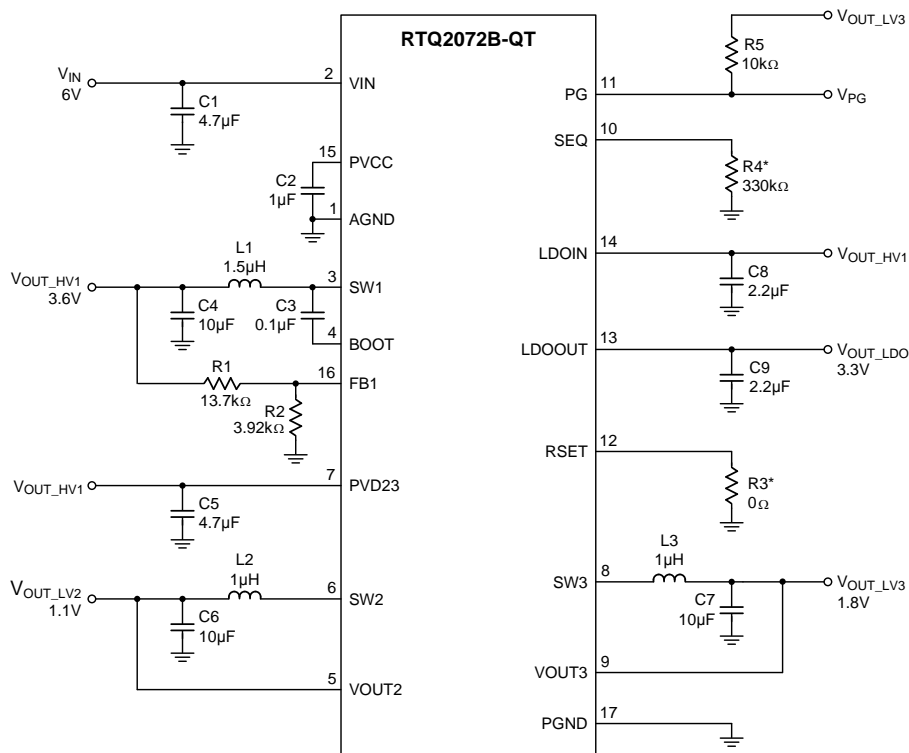 RTQ2072B-QT
VIN
6V
C1
4.7µF
2
VIN
15
PVCC
C2
1µF
1
AGND
L1
1.5µH
VOUT_HV1
3.6V
3
SW1
C4
10µF
C3
0.1µF
4
BOOT
16
FB1
R1
13.7kΩ
R2
3.92kΩ
VOUT_HV1
7
PVD23
C5
4.7µF
L2
1µH
VOUT_LV2
1.1V
6
SW2
C6
10µF
5
VOUT2
VOUT_LV3
R5
10kΩ
PG
11
VPG
SEQ
10
R4*
330kΩ
LDOIN
14
VOUT_HV1
C8
2.2µF
LDOOUT
13
VOUT_LDO
3.3V
C9
2.2µF
RSET
12
R3*
0Ω
L3
1µH
SW3
8
VOUT_LV3
1.8V
C7
10µF
VOUT3
9
PGND
17